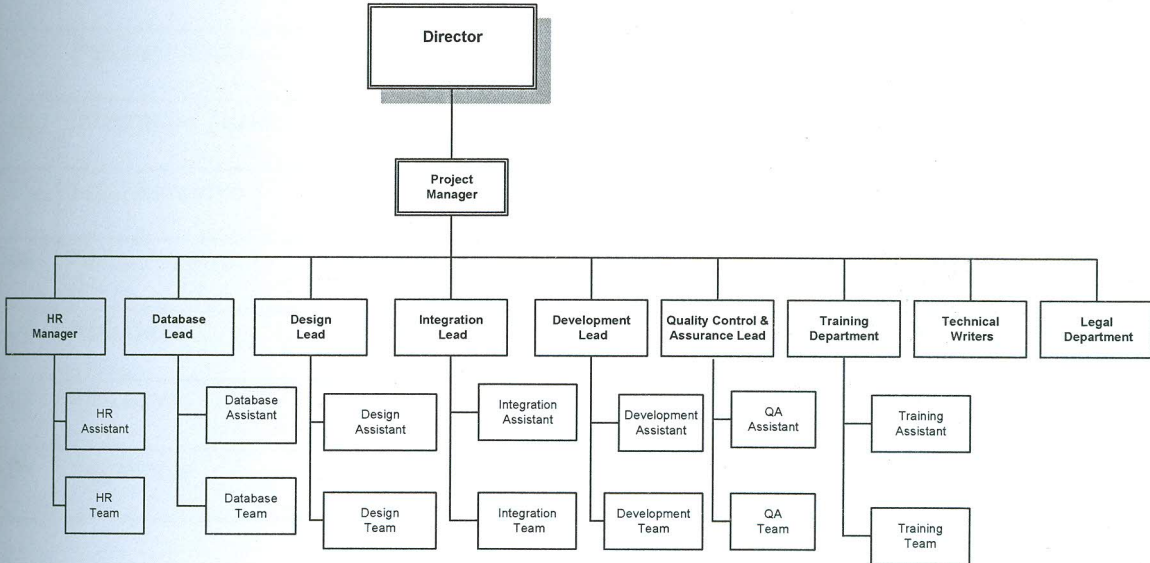 Director
Project
Manager
HR
Manager
Database
Lead
Design
Lead
Integration
Lead
Development
Lead
Quality Control &
Assurance Lead
Training
Department
Technical
Writers
Legal
Department
HR
Assistant
Database
Assistant
Design
Assistant
Integration
Assistant
Development
Assistant
QA
Assistant
Training
Assistant
HR
Team
Database
Team
Design
Team
Integration
Team
Development
Team
QA
Team
Training
Team